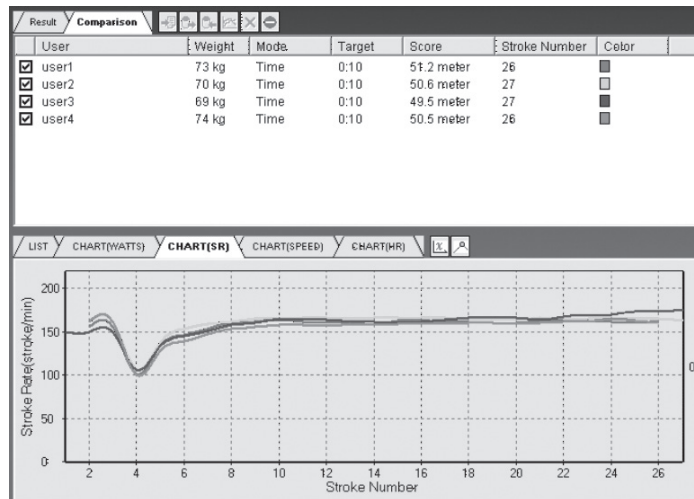 Result Comparison
User Weight Mode Target Score Stroke Number Color
user1 73 kg Time 0:10 51.2 meter 26
user2 70 kg Time 0:10 50.6 meter 27
user3 69 kg Time 0:10 49.5 meter 27
user4 74 kg Time 0:10 50.5 meter 26
LIST CHART(WATTS) CHART(SR) CHART(SPEED) CHART(HR)
200
150
100
50
0
Stroke Rate(stroke/min)
0
2 4 6 8 10 12 14 16 18 20 22 24 26
Stroke Number